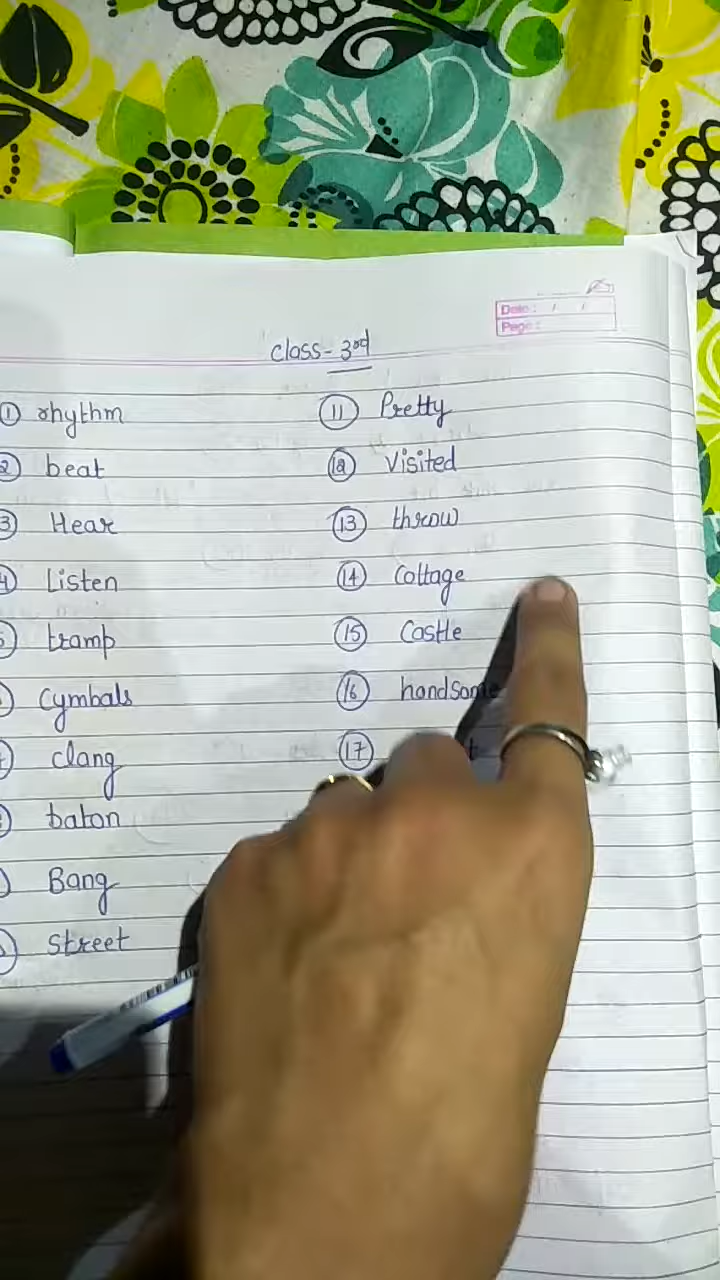 Date: / /
Page:
Class - 3rd
① rhythm
2 beat
3 Hear
4 Listen
5 tramp
Cymbals
clang
baton
Bang
Street
⑪ Pretty
⑫ Visited
⑬ throw
⑭ Cottage
⑮ Castle
⑯ handsome
⑰